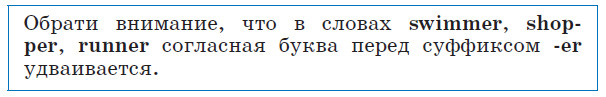 Обрати внимание, что в словах swimmer, shop-
per, runner согласная буква перед суффиксом -er
удваивается.